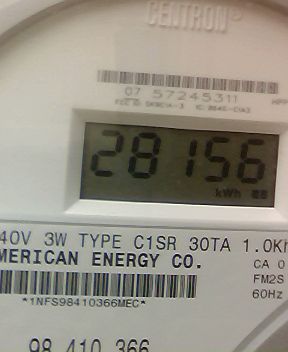 CENTRON®
07 57245311
28156
kWh
40V 3W TYPE C1SR 30TA 1.0Kh
MERICAN ENERGY CO.
CA 0
FM2S
60Hz
*1NFS98410366MEC*
98 410 366